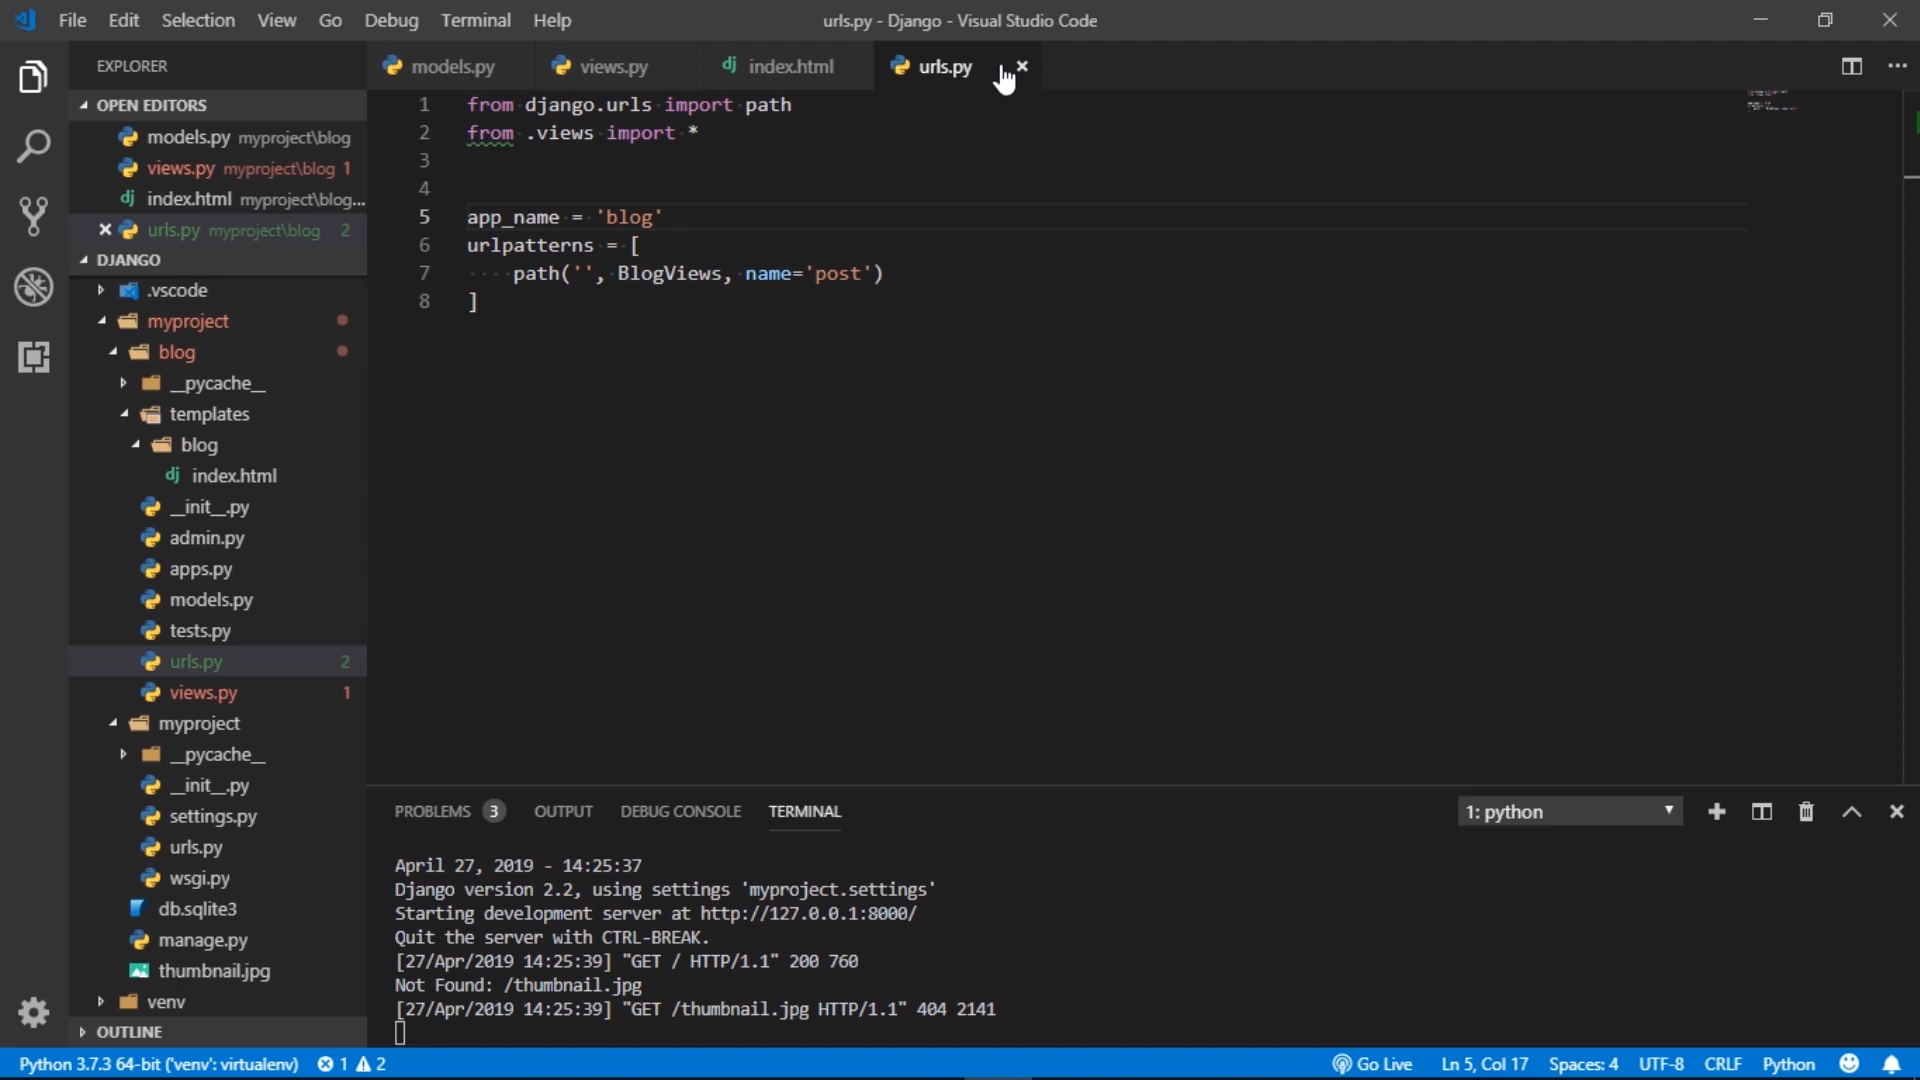 File Edit Selection View Go Debug Terminal Help
urls.py - Django - Visual Studio Code
EXPLORER
OPEN EDITORS
models.py myproject\blog
views.py myproject\blog 1
index.html myproject\blog...
urls.py myproject\blog 2
DJANGO
.vscode
myproject
blog
__pycache__
templates
blog
index.html
__init__.py
admin.py
apps.py
models.py
tests.py
urls.py 2
views.py 1
myproject
__pycache__
__init__.py
settings.py
urls.py
wsgi.py
db.sqlite3
manage.py
thumbnail.jpg
venv
OUTLINE
models.py views.py index.html urls.py
1 from django.urls import path
2 from .views import *
3
4
5 app_name = 'blog'
6 urlpatterns = [
7 path('', BlogViews, name='post')
8 ]
PROBLEMS 3 OUTPUT DEBUG CONSOLE TERMINAL
1: python
April 27, 2019 - 14:25:37
Django version 2.2, using settings 'myproject.settings'
Starting development server at http://127.0.0.1:8000/
Quit the server with CTRL-BREAK.
[27/Apr/2019 14:25:39] "GET / HTTP/1.1" 200 760
Not Found: /thumbnail.jpg
[27/Apr/2019 14:25:39] "GET /thumbnail.jpg HTTP/1.1" 404 2141
Python 3.7.3 64-bit ('venv': virtualenv) 1 2
Go Live Ln 5, Col 17 Spaces: 4 UTF-8 CRLF Python